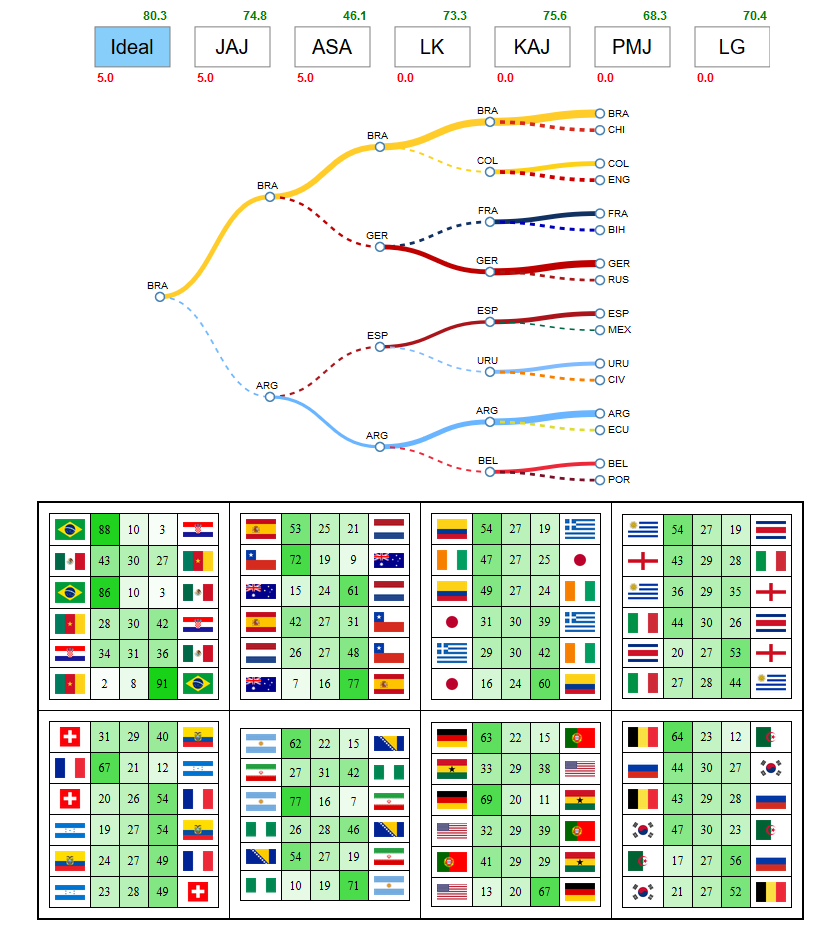 80.3 74.8 46.1 73.3 75.6 68.3 70.4
Ideal JAJ ASA LK KAJ PMJ LG
5.0 5.0 5.0 0.0 0.0 0.0 0.0
BRA
BRA
ARG
BRA
GER
ESP
ARG
BRA
COL
FRA
GER
ESP
URU
ARG
BEL
BRA
CHI
COL
ENG
FRA
BIH
GER
RUS
ESP
MEX
URU
CIV
ARG
ECU
BEL
POR
88 10 3
43 30 27
86 10 3
28 30 42
34 31 36
2 8 91
53 25 21
72 19 9
15 24 61
42 27 31
26 27 48
7 16 77
54 27 19
47 27 25
49 27 24
31 30 39
29 30 42
16 24 60
54 27 19
43 29 28
36 29 35
44 30 26
20 27 53
27 28 44
31 29 40
67 21 12
20 26 54
19 27 54
24 27 49
23 28 49
62 22 15
27 31 42
77 16 7
26 28 46
54 27 19
10 19 71
63 22 15
33 29 38
69 20 11
32 29 39
41 29 29
13 20 67
64 23 12
44 30 27
43 29 28
47 30 23
17 27 56
21 27 52